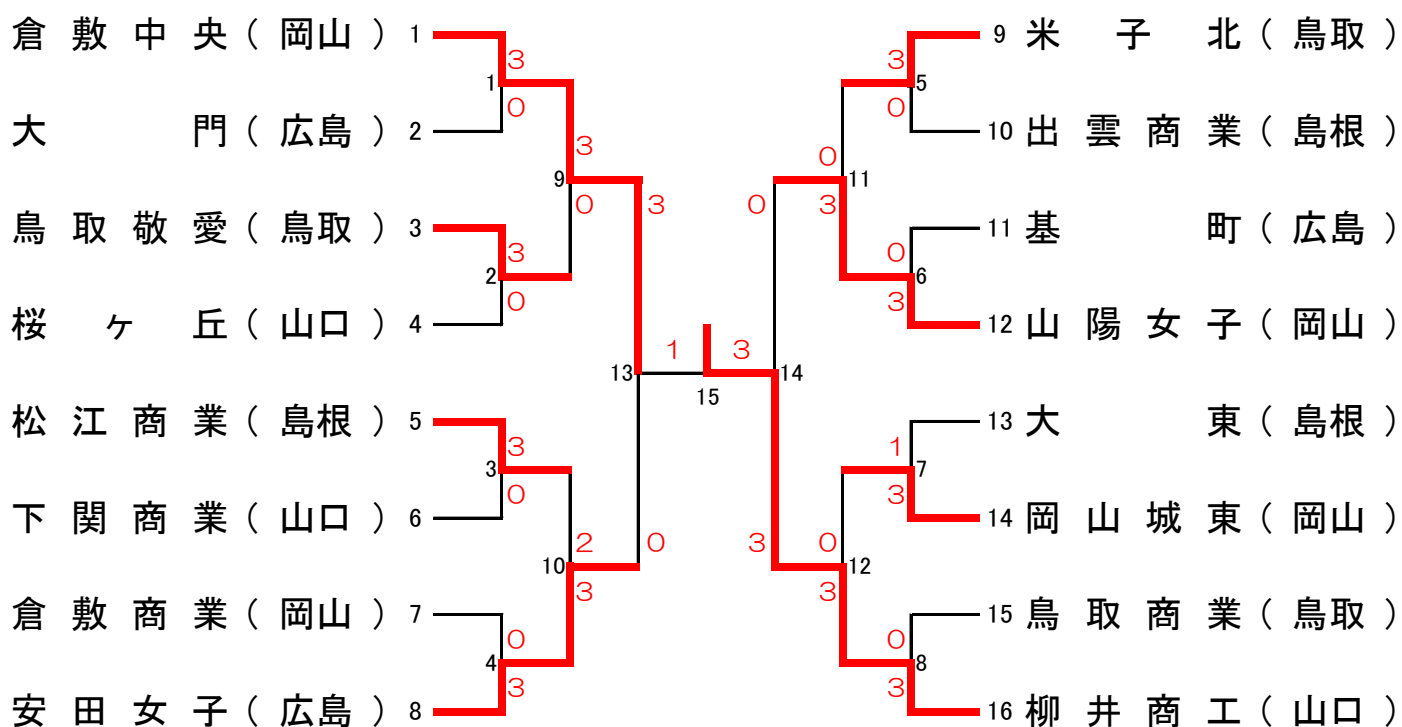 倉敷中央(岡山) 1
大門(広島) 2
鳥取敬愛(鳥取) 3
桜ヶ丘(山口) 4
松江商業(島根) 5
下関商業(山口) 6
倉敷商業(岡山) 7
安田女子(広島) 8
3
1
0
3
9
0
3
2
0
3
13
3
3
0
2
10
3
0
4
3
0
1
15
3
14
0
3
0
11
3
3
5
0
0
6
3
1
7
3
0
12
3
0
8
3
9 米子北(鳥取)
10 出雲商業(島根)
11 基町(広島)
12 山陽女子(岡山)
13 大東(島根)
14 岡山城東(岡山)
15 鳥取商業(鳥取)
16 柳井商工(山口)